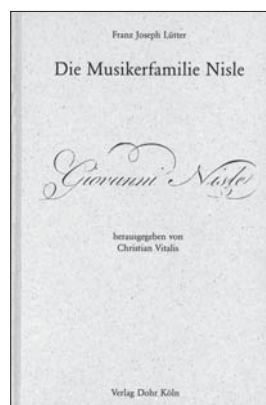 Franz Joseph Lütter
Die Musikerfamilie Nisle
Giovanni Nisle
herausgegeben von
Christian Vitalis
Verlag Dohr Köln